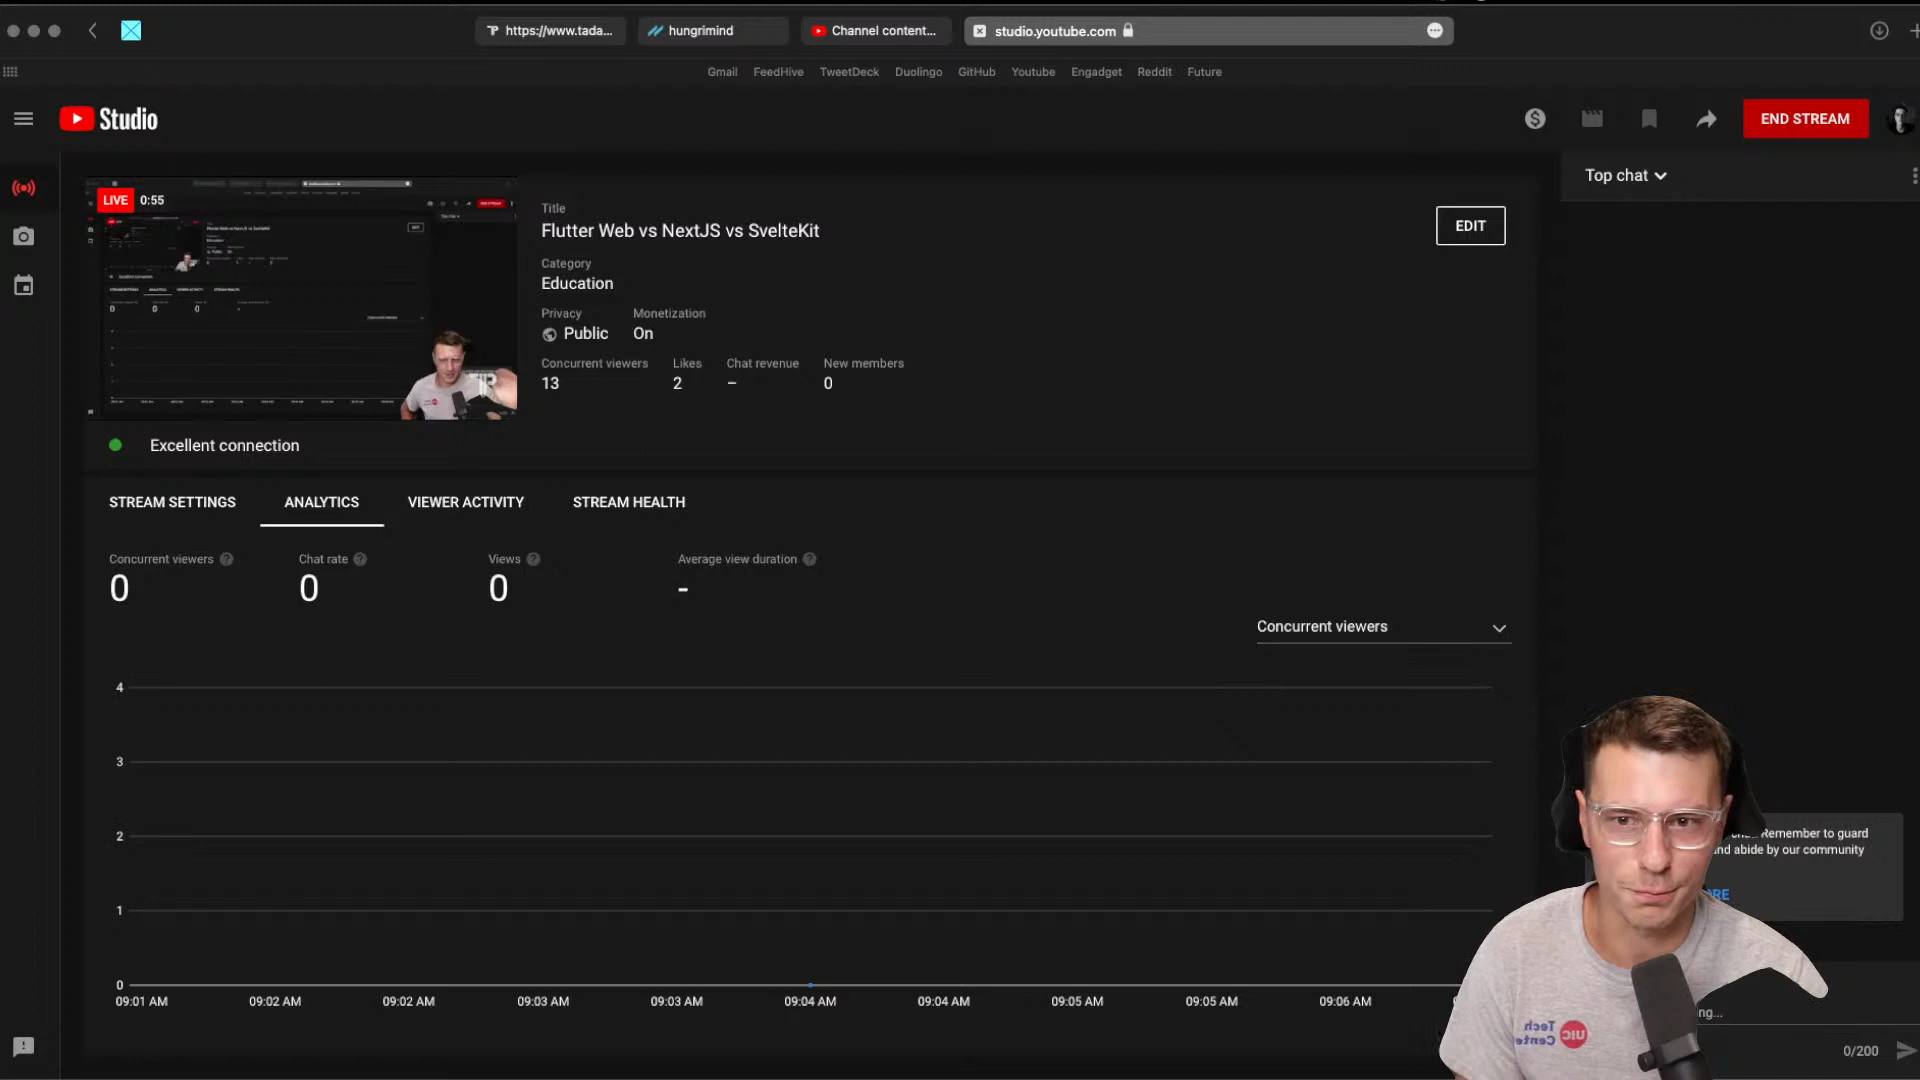 https://www.tada...
hungrimind
Channel content...
studio.youtube.com
Gmail
FeedHive
TweetDeck
Duolingo
GitHub
Youtube
Engadget
Reddit
Future
Studio
END STREAM
LIVE 0:55
Title
Flutter Web vs NextJS vs SvelteKit
EDIT
Category
Education
Privacy
Public
Monetization
On
Concurrent viewers
13
Likes
2
Chat revenue
–
New members
0
Excellent connection
Top chat
STREAM SETTINGS
ANALYTICS
VIEWER ACTIVITY
STREAM HEALTH
Concurrent viewers
0
Chat rate
0
Views
0
Average view duration
-
Concurrent viewers
4
3
2
1
0
09:01 AM
09:02 AM
09:02 AM
09:03 AM
09:03 AM
09:04 AM
09:04 AM
09:05 AM
09:05 AM
09:06 AM
Remember to guard
and abide by our community
0/200
Tech
Center
UIC